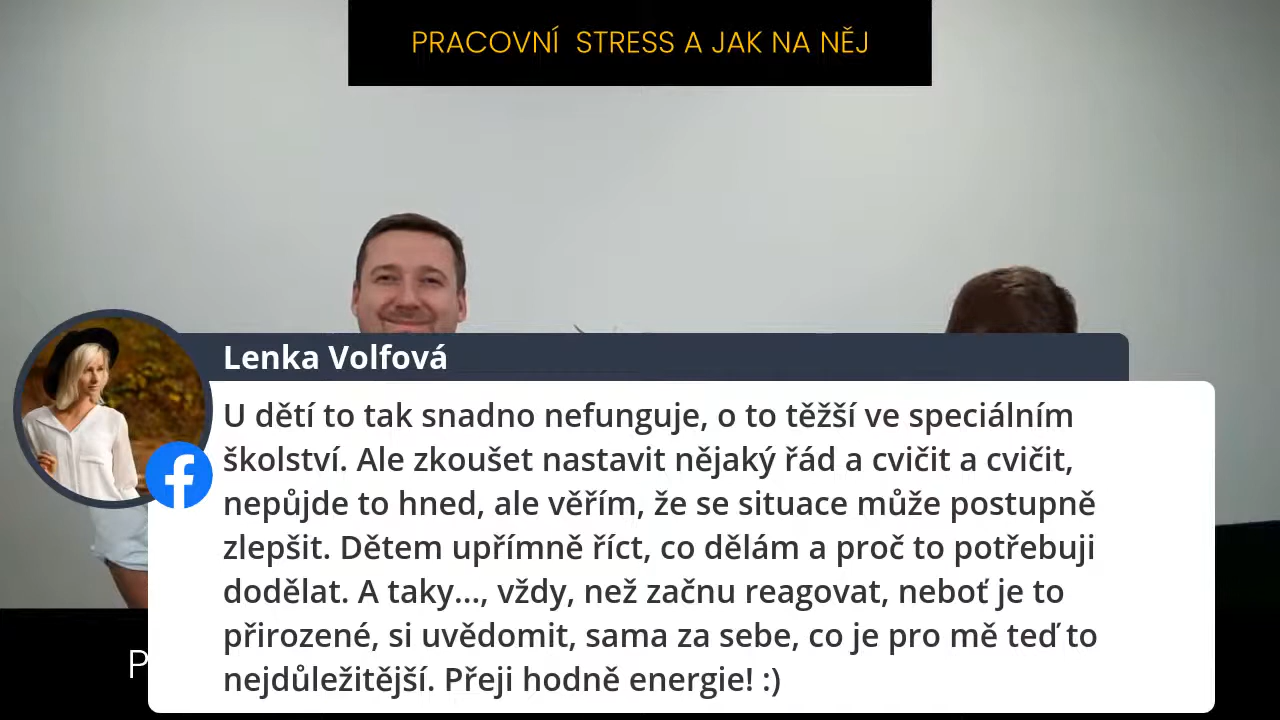 PRACOVNÍ STRESS A JAK NA NĚJ
Lenka Volfová
U dětí to tak snadno nefunguje, o to těžší ve speciálním
školství. Ale zkoušet nastavit nějaký řád a cvičit a cvičit,
nepůjde to hned, ale věřím, že se situace může postupně
zlepšit. Dětem upřímně říct, co dělám a proč to potřebuji
dodělat. A taky..., vždy, než začnu reagovat, neboť je to
přirozené, si uvědomit, sama za sebe, co je pro mě teď to
nejdůležitější. Přeji hodně energie! :)